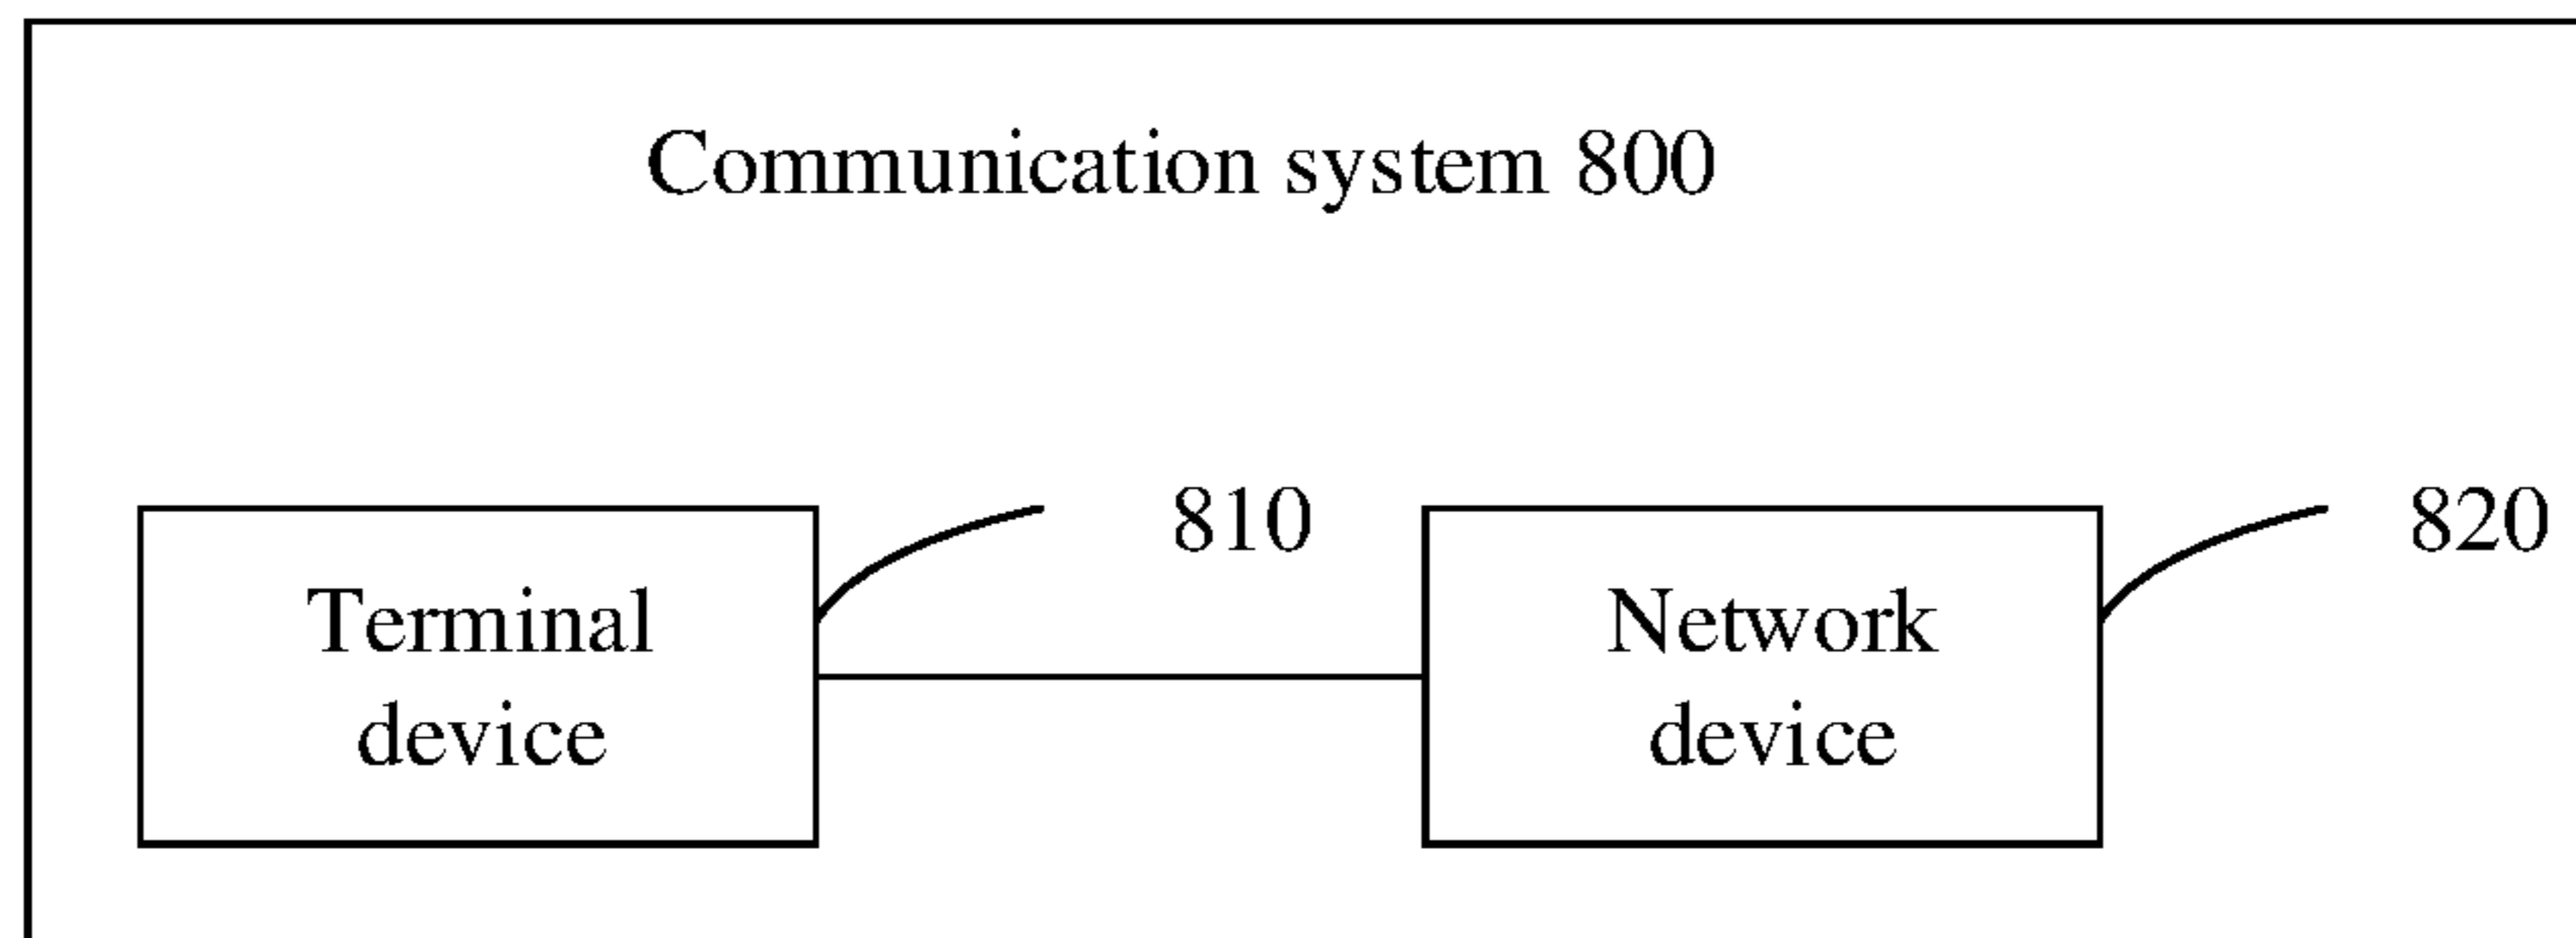 Communication system 800
810
820
Terminal
device
Network
device